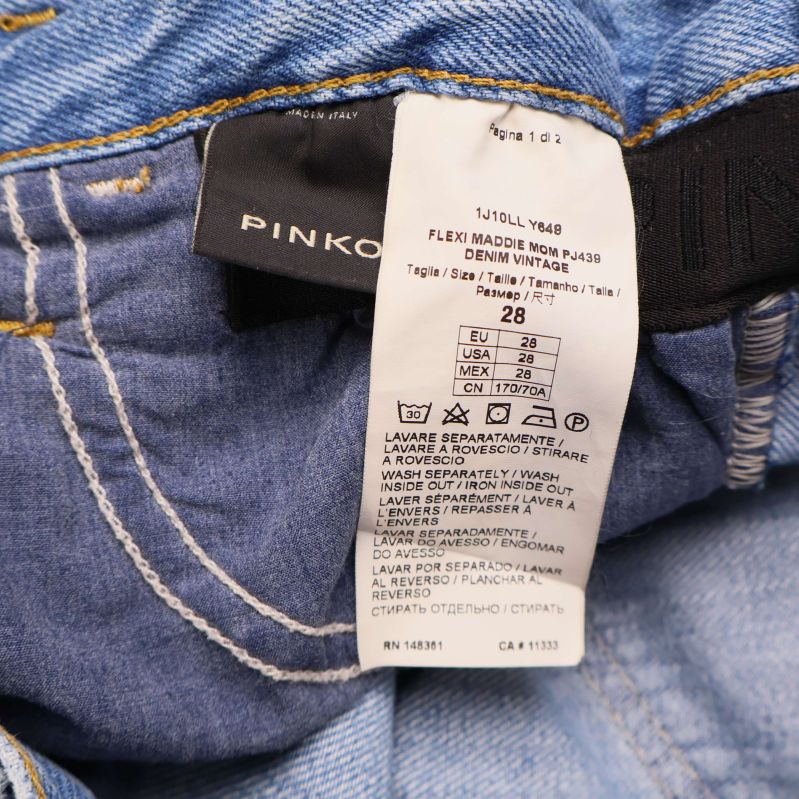 MADE IN ITALY
PINKO
Pagina 1 di 2
1J10LL Y649
FLEXI MADDIE MOM PJ439
DENIM VINTAGE
Taglia / Size / Taille / Tamanho / Talla /
Размер / 尺寸
28
EU 28
USA 28
MEX 28
CN 170/70A
30
P
LAVARE SEPARATAMENTE /
LAVARE A ROVESCIO / STIRARE
A ROVESCIO
WASH SEPARATELY / WASH
INSIDE OUT / IRON INSIDE OUT
LAVER SÉPARÉMENT / LAVER À
L'ENVERS / REPASSER À
L'ENVERS
LAVAR SEPARADAMENTE /
LAVAR DO AVESSO / ENGOMAR
DO AVESSO
LAVAR POR SEPARADO / LAVAR
AL REVERSO / PLANCHAR AL
REVERSO
СТИРАТЬ ОТДЕЛЬНО / СТИРАТЬ
RN 148361 CA # 11333
PIN